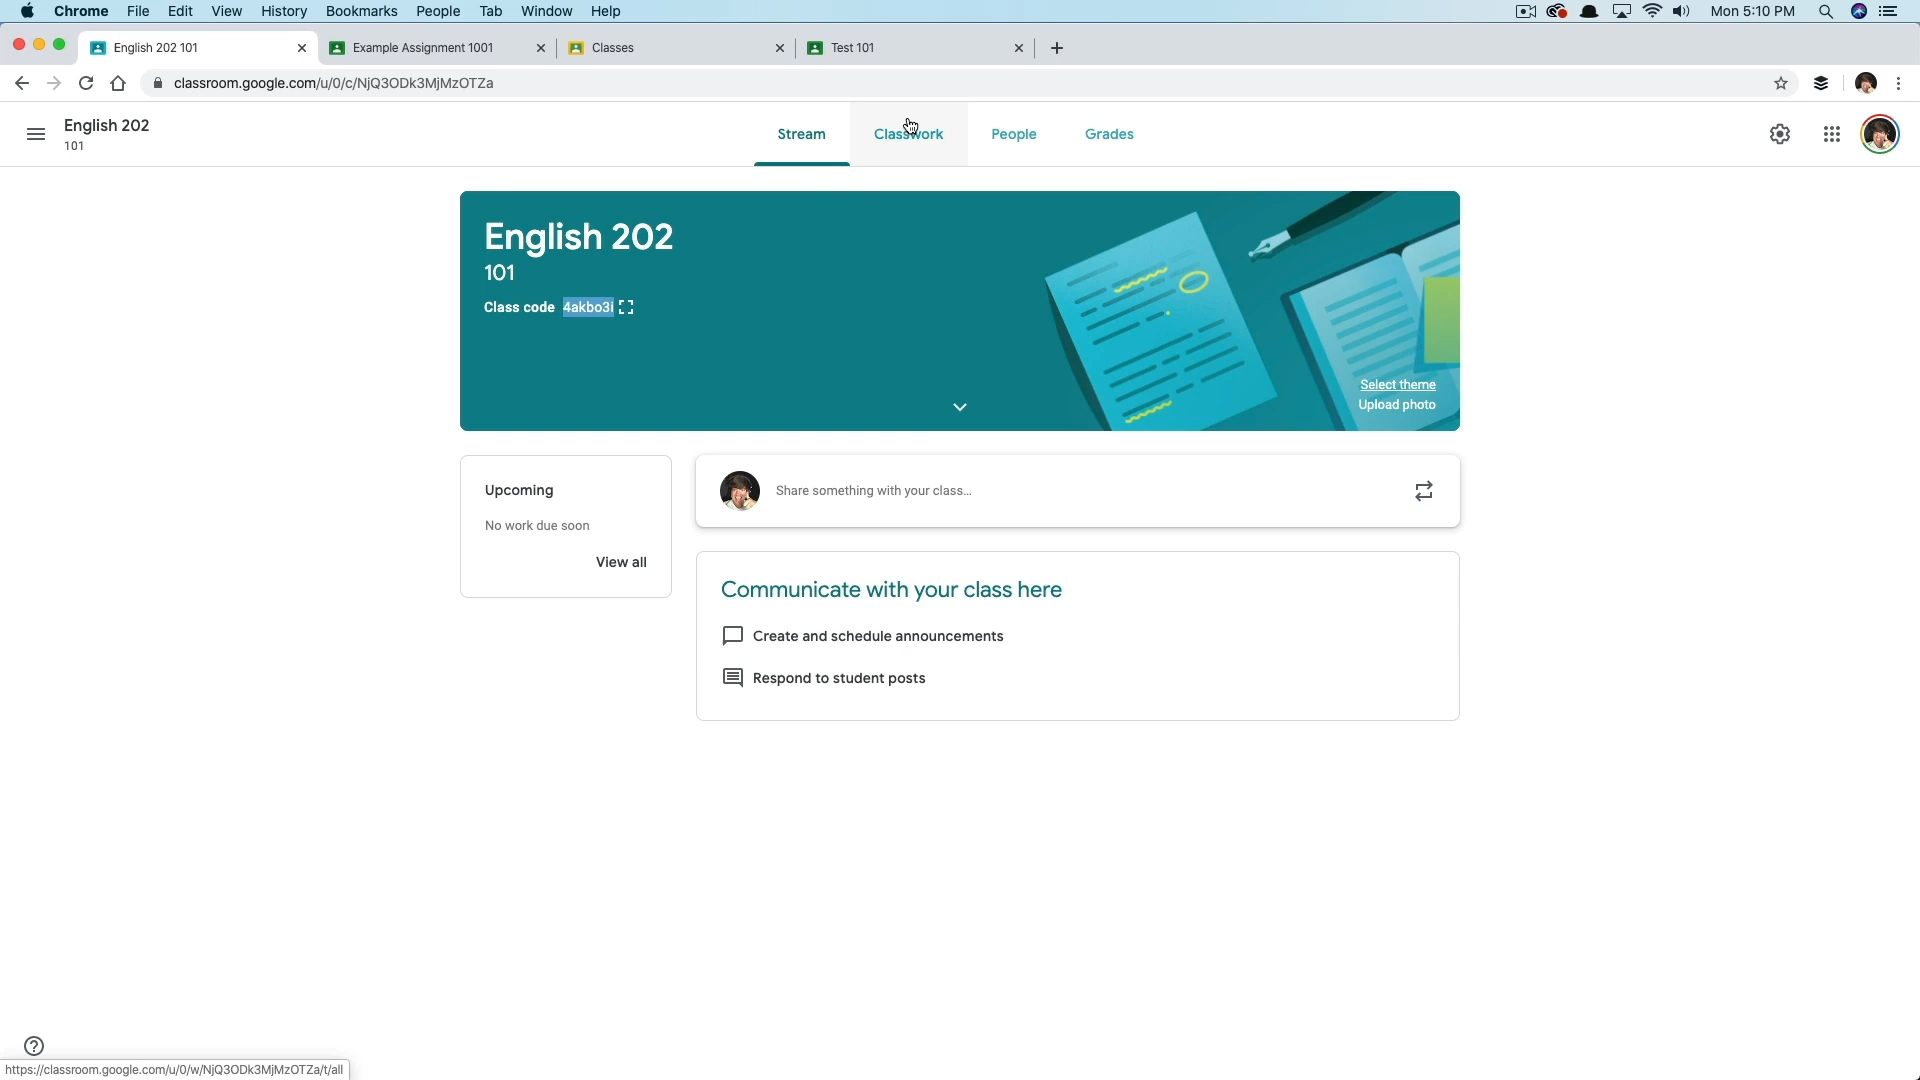 Chrome File Edit View History Bookmarks People Tab Window Help Mon 5:10 PM
English 202 101 Example Assignment 1001 Classes Test 101
classroom.google.com/u/0/c/NjQ3ODk3MjMzOTZa
English 202
101
Stream Classwork People Grades
English 202
101
Class code 4akbo3i
Select theme
Upload photo
Upcoming
No work due soon
View all
Share something with your class...
Communicate with your class here
Create and schedule announcements
Respond to student posts
https://classroom.google.com/u/0/w/NjQ3ODk3MjMzOTZa/t/all